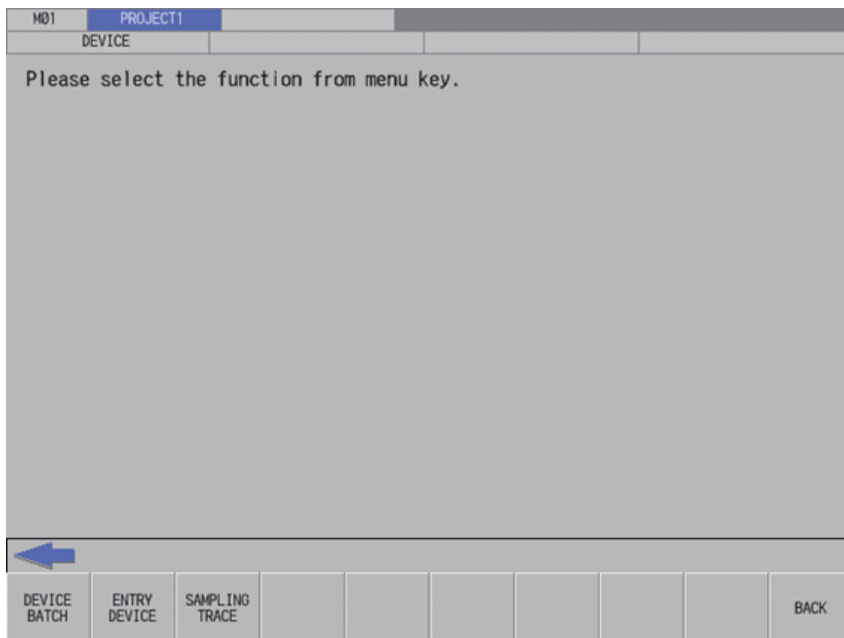 M01 PROJECT1
DEVICE
Please select the function from menu key.
DEVICE ENTRY SAMPLING
BATCH DEVICE TRACE BACK